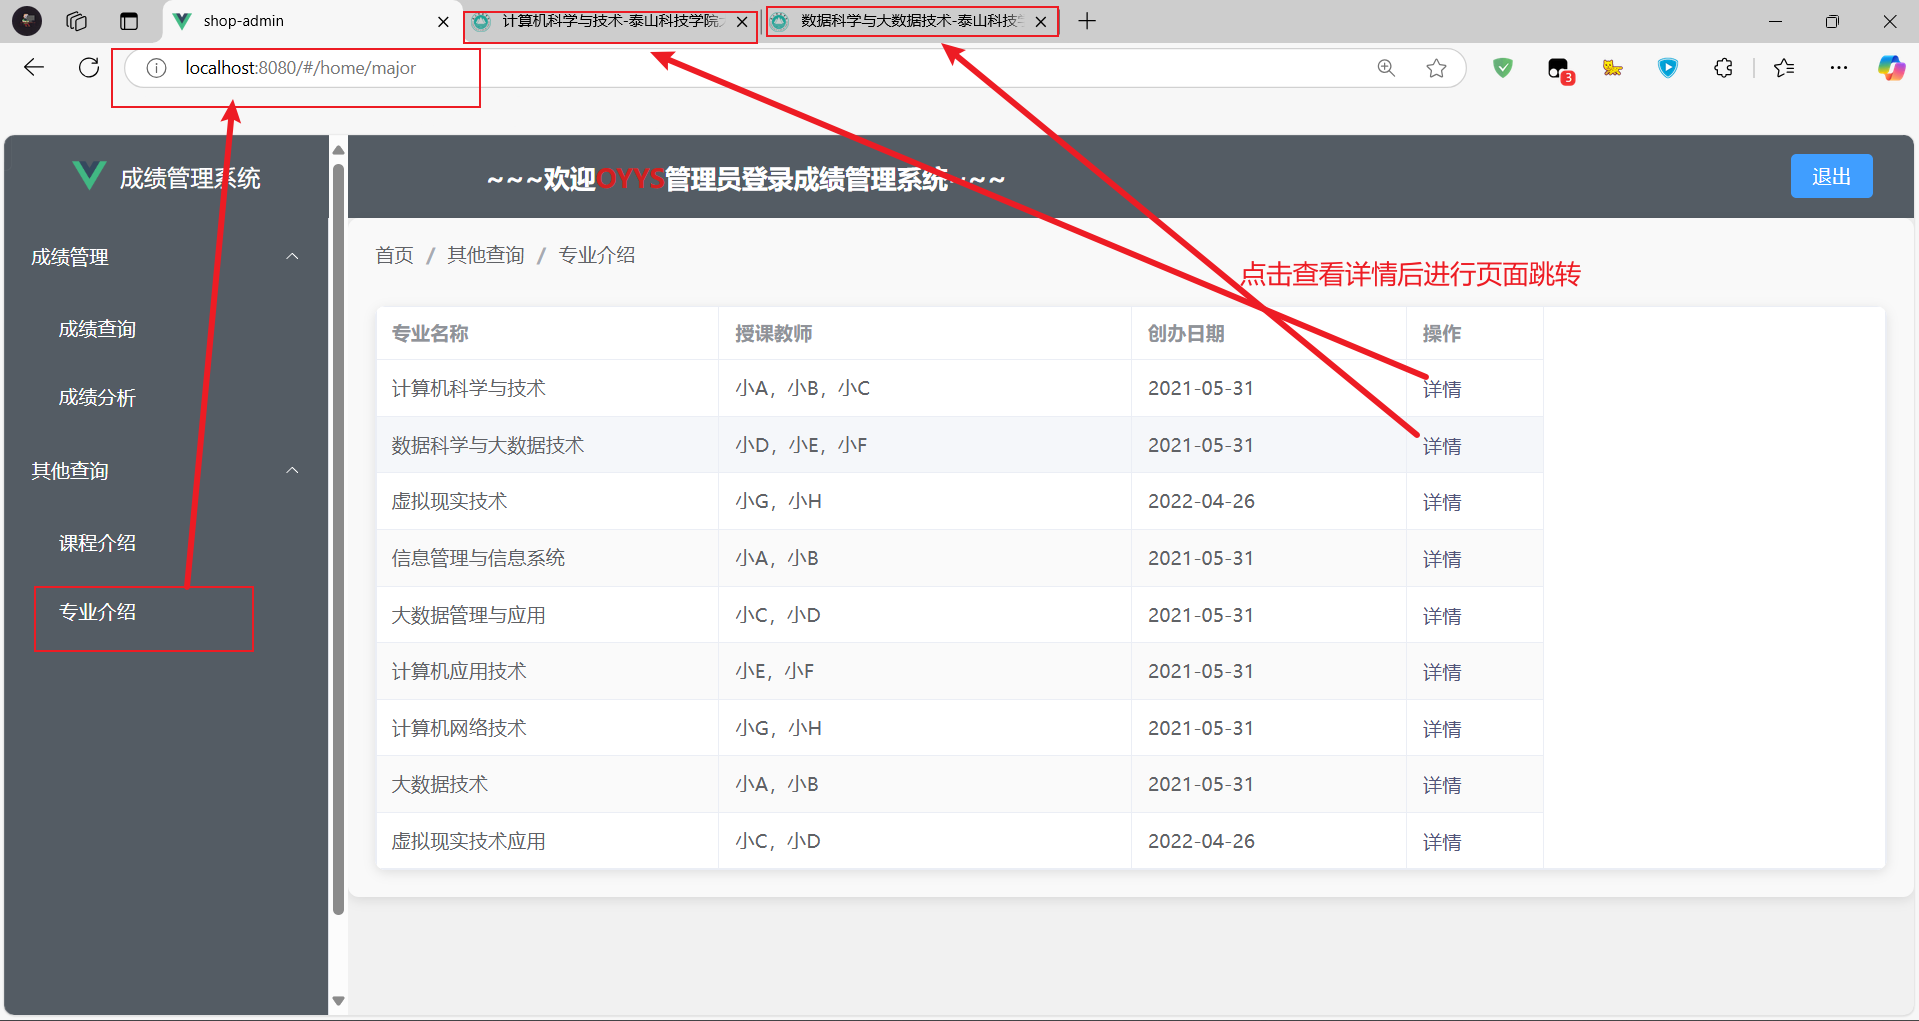 shop-admin
计算机科学与技术-泰山科技学院
数据科学与大数据技术-泰山科技
localhost:8080/#/home/major
3
成绩管理系统
~~~欢迎OYYS管理员登录成绩管理系统~~~
退出
成绩管理
成绩查询
成绩分析
其他查询
课程介绍
专业介绍
首页 / 其他查询 / 专业介绍
点击查看详情后进行页面跳转
专业名称 授课教师 创办日期 操作
计算机科学与技术 小A，小B，小C 2021-05-31 详情
数据科学与大数据技术 小D，小E，小F 2021-05-31 详情
虚拟现实技术 小G，小H 2022-04-26 详情
信息管理与信息系统 小A，小B 2021-05-31 详情
大数据管理与应用 小C，小D 2021-05-31 详情
计算机应用技术 小E，小F 2021-05-31 详情
计算机网络技术 小G，小H 2021-05-31 详情
大数据技术 小A，小B 2021-05-31 详情
虚拟现实技术应用 小C，小D 2022-04-26 详情